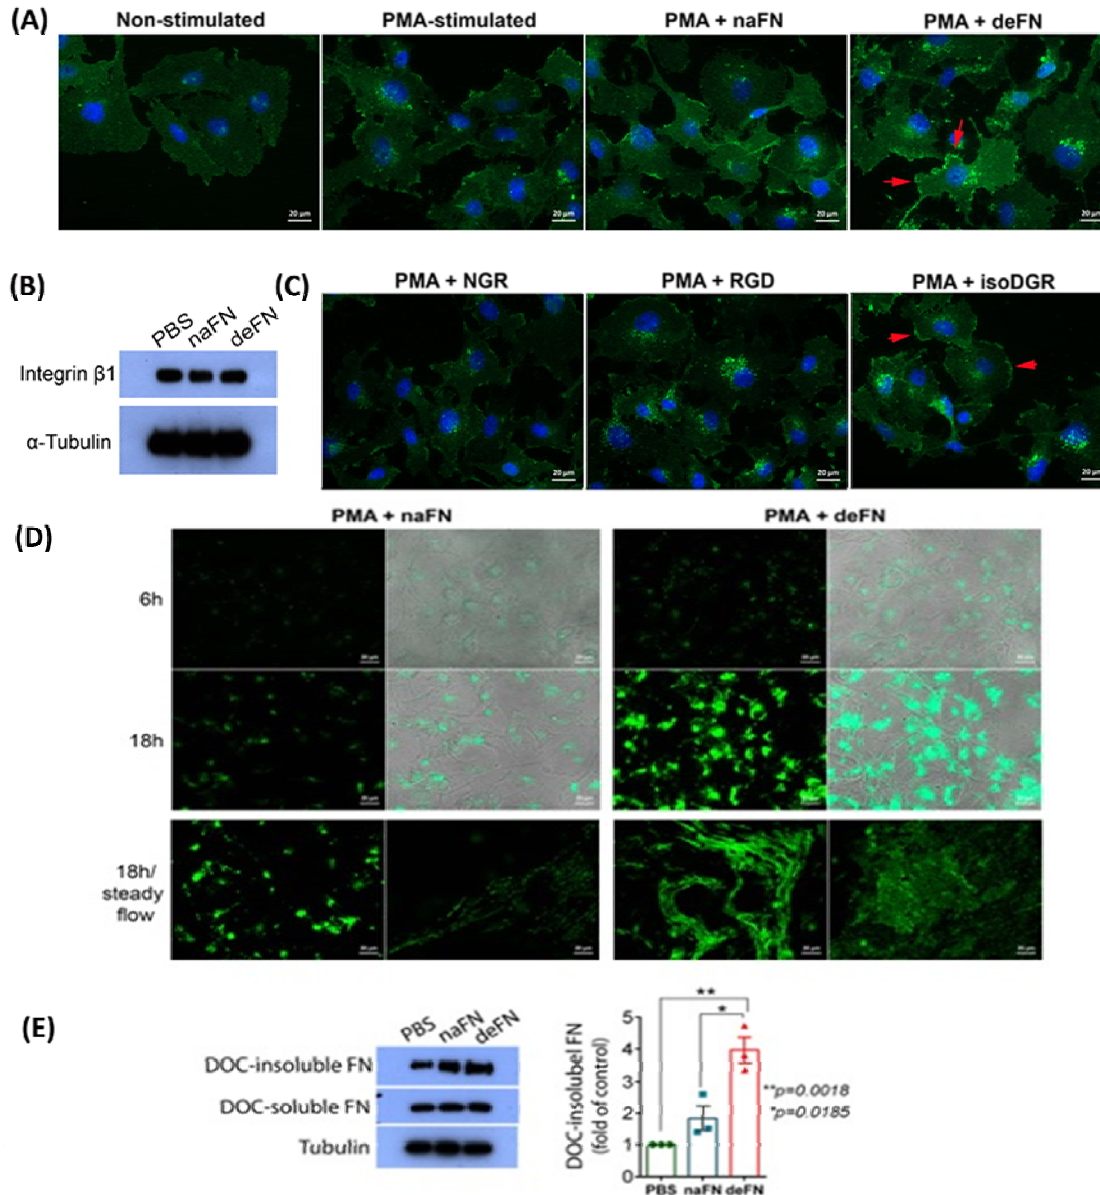 (A)
Non-stimulated
PMA-stimulated
PMA + naFN
PMA + deFN
20 µm
20 µm
20 µm
20 µm
(B)
PBS
naFN
deFN
Integrin β1
α-Tubulin
(C)
PMA + NGR
PMA + RGD
PMA + isoDGR
20 µm
20 µm
20 µm
(D)
PMA + naFN
PMA + deFN
6h
18h
18h/
steady
flow
(E)
PBS
naFN
deFN
DOC-insoluble FN
DOC-soluble FN
Tubulin
DOC-insolubel FN
(fold of control)
5
4
3
2
1
0
**
*
**p=0.0018
*p=0.0185
PBS
naFN
deFN